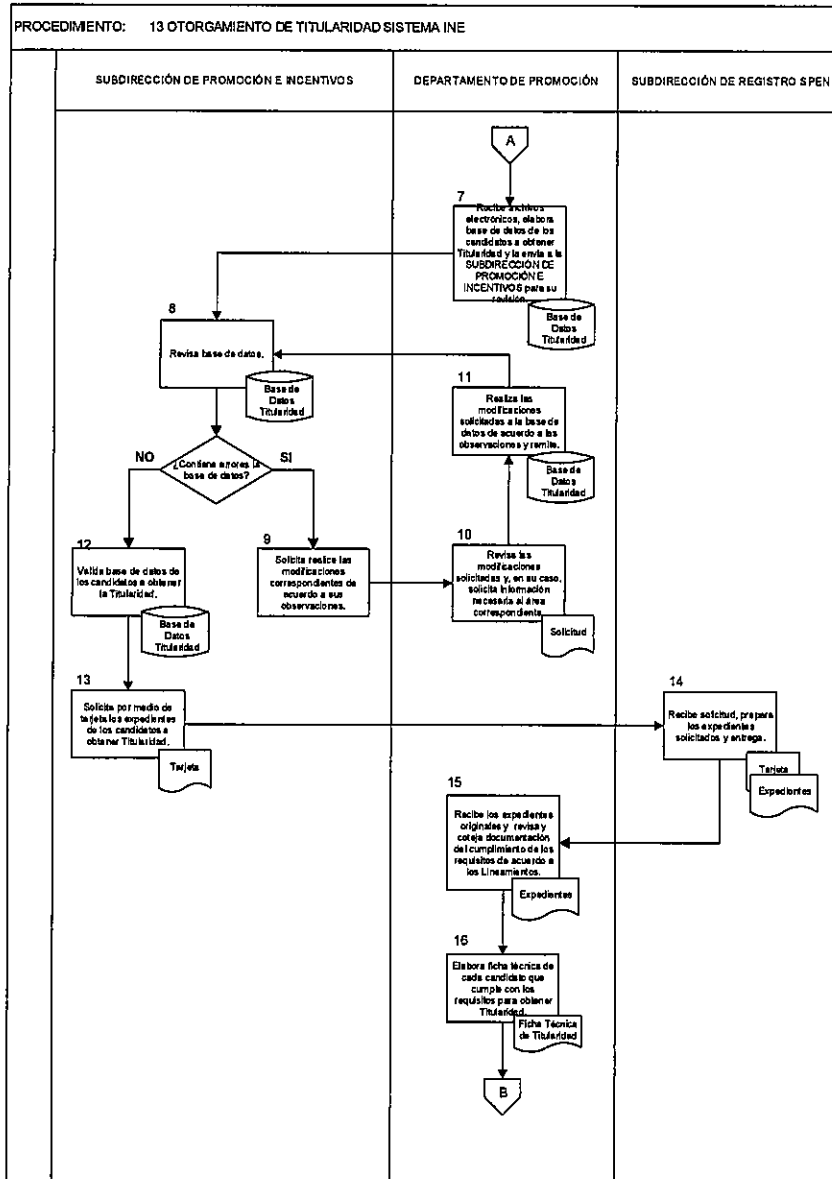 PROCEDIMIENTO: 13 OTORGAMIENTO DE TITULARIDAD SISTEMA INE
SUBDIRECCIÓN DE PROMOCIÓN E INCENTIVOS
DEPARTAMENTO DE PROMOCIÓN
SUBDIRECCIÓN DE REGISTRO SPEN
A
7
Recibe archivos
electrónicos, elabora
base de datos de los
candidatos a obtener
Titularidad y la envía a la
SUBDIRECCIÓN DE
PROMOCIÓN E
INCENTIVOS para su
revisión.
Base de
Datos
Titularidad
8
Revisa base de datos.
Base de
Datos
Titularidad
11
Realiza las
modificaciones
solicitadas a la base de
datos de acuerdo a las
observaciones y remite.
Base de
Datos
Titularidad
NO
¿Contiene errores la
base de datos?
SI
12
Valida base de datos de
los candidatos a obtener
la Titularidad.
Base de
Datos
Titularidad
9
Solicita realice las
modificaciones
correspondientes de
acuerdo a sus
observaciones.
10
Revisa las
modificaciones
solicitadas y, en su caso,
solicita información
necesaria al área
correspondiente.
Solicitud
13
Solicita por medio de
tarjeta los expedientes
de los candidatos a
obtener Titularidad.
Tarjeta
14
Recibe solicitud, prepara
los expedientes
solicitados y entrega.
Tarjeta
Expedientes
15
Recibe los expedientes
originales y revisa y
coteja documentación
del cumplimiento de los
requisitos de acuerdo a
los Lineamientos.
Expedientes
16
Elabora ficha técnica de
cada candidato que
cumple con los
requisitos para obtener
Titularidad.
Ficha Técnica
de Titularidad
B